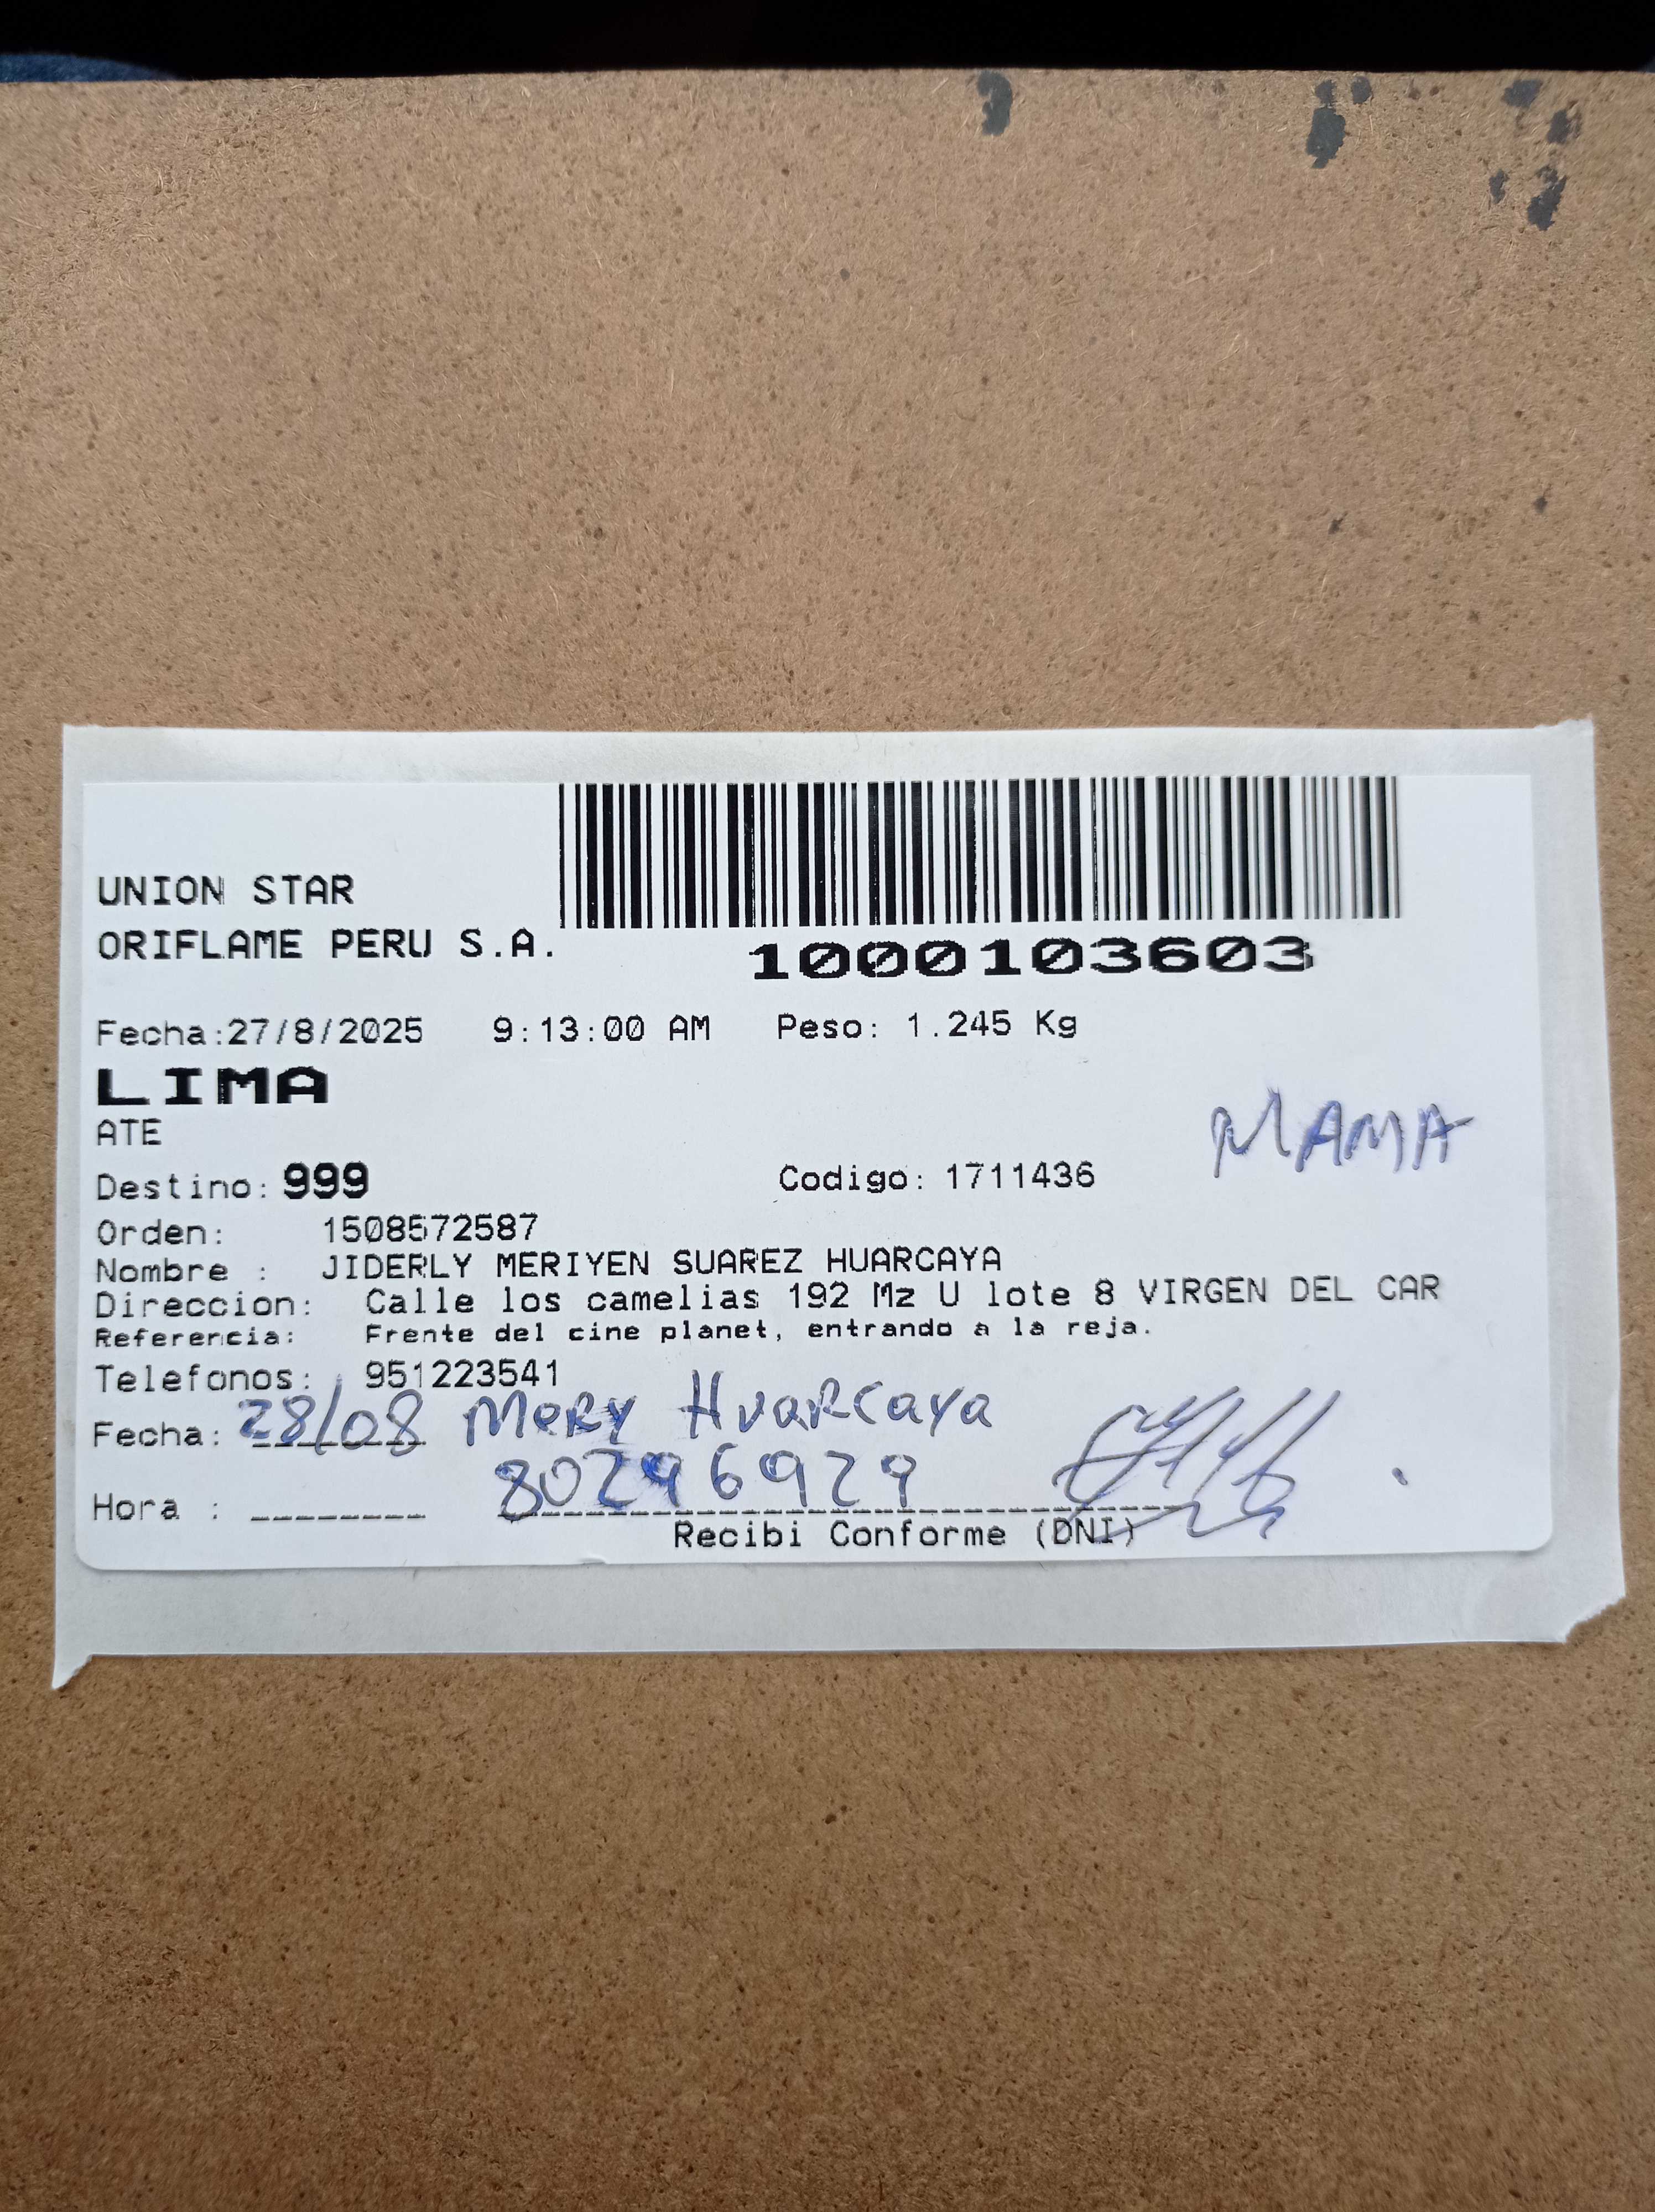 UNION STAR
ORIFLAME PERU S.A.
1000103603
Fecha:27/8/2025 9:13:00 AM Peso: 1.245 Kg
LIMA
ATE
MAMA
Destino: 999 Codigo: 1711436
Orden: 1508572587
Nombre : JIDERLY MERIYEN SUAREZ HUARCAYA
Direccion: Calle los camelias 192 Mz U lote 8 VIRGEN DEL CAR
Referencia: Frente del cine planet, entrando a la reja.
Telefonos: 951223541
Fecha: 28/08 Mery Huarcaya
80296929
Hora :
Recibi Conforme (DNI)